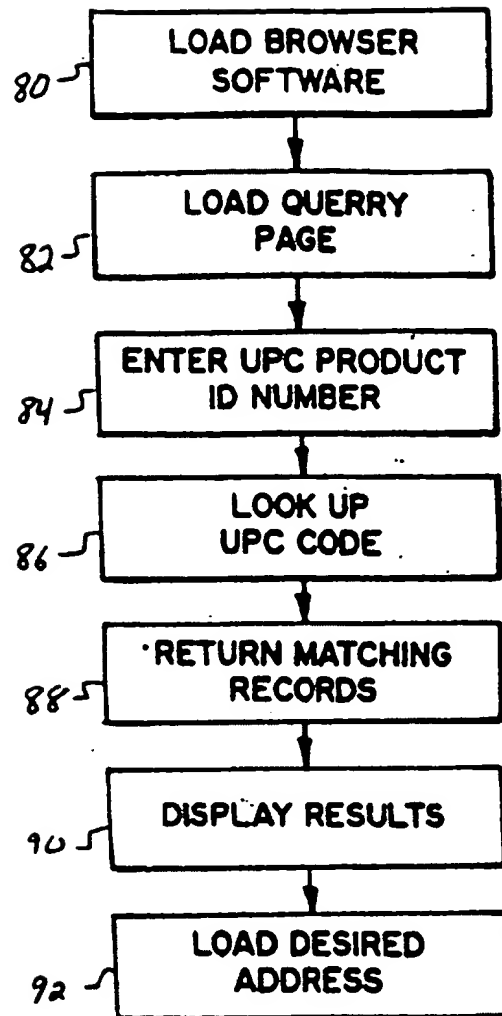 LOAD BROWSER
80 SOFTWARE
LOAD QUERRY
82 PAGE
ENTER UPC PRODUCT
84 ID NUMBER
LOOK UP
86 UPC CODE
RETURN MATCHING
88 RECORDS
90 DISPLAY RESULTS
LOAD DESIRED
92 ADDRESS